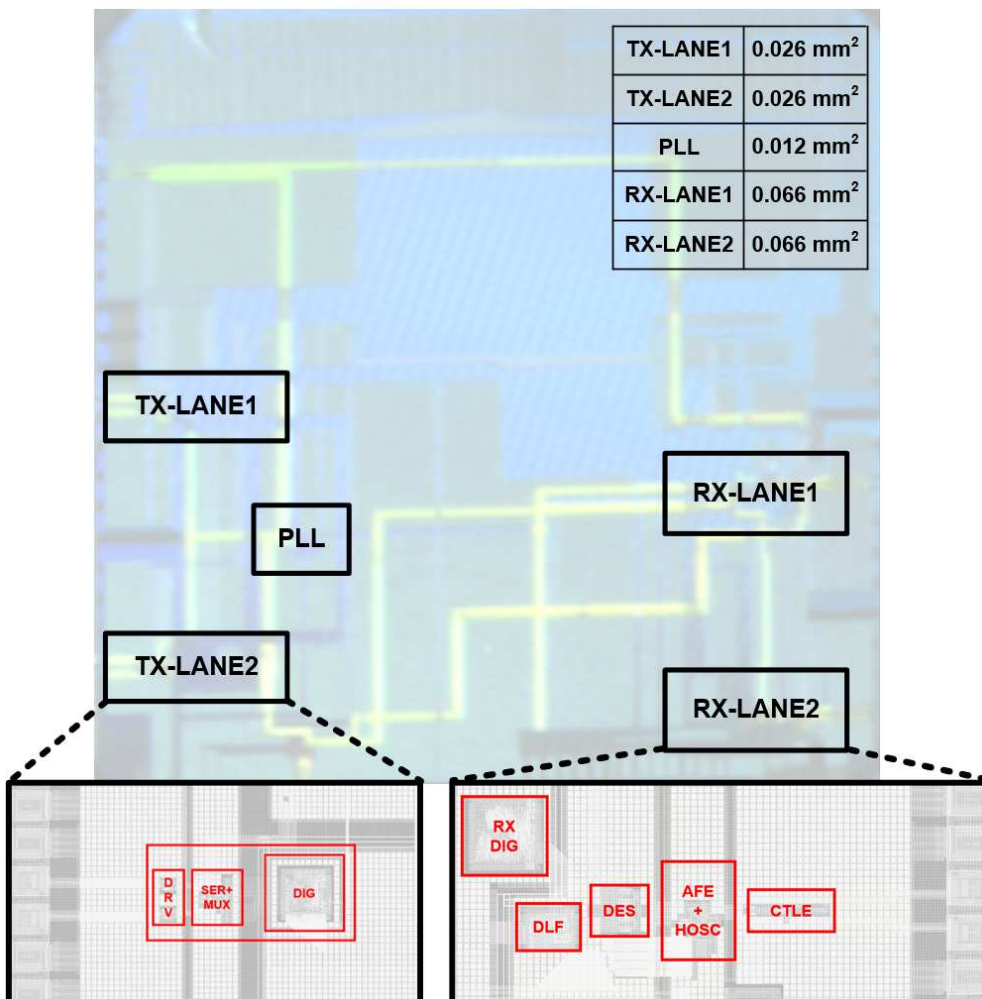 TX-LANE1 0.026 mm²
TX-LANE2 0.026 mm²
PLL 0.012 mm²
RX-LANE1 0.066 mm²
RX-LANE2 0.066 mm²
TX-LANE1
RX-LANE1
PLL
TX-LANE2
RX-LANE2
D
R
V
SER+
MUX
DIG
RX
DIG
DLF
DES
AFE
+
HOSC
CTLE